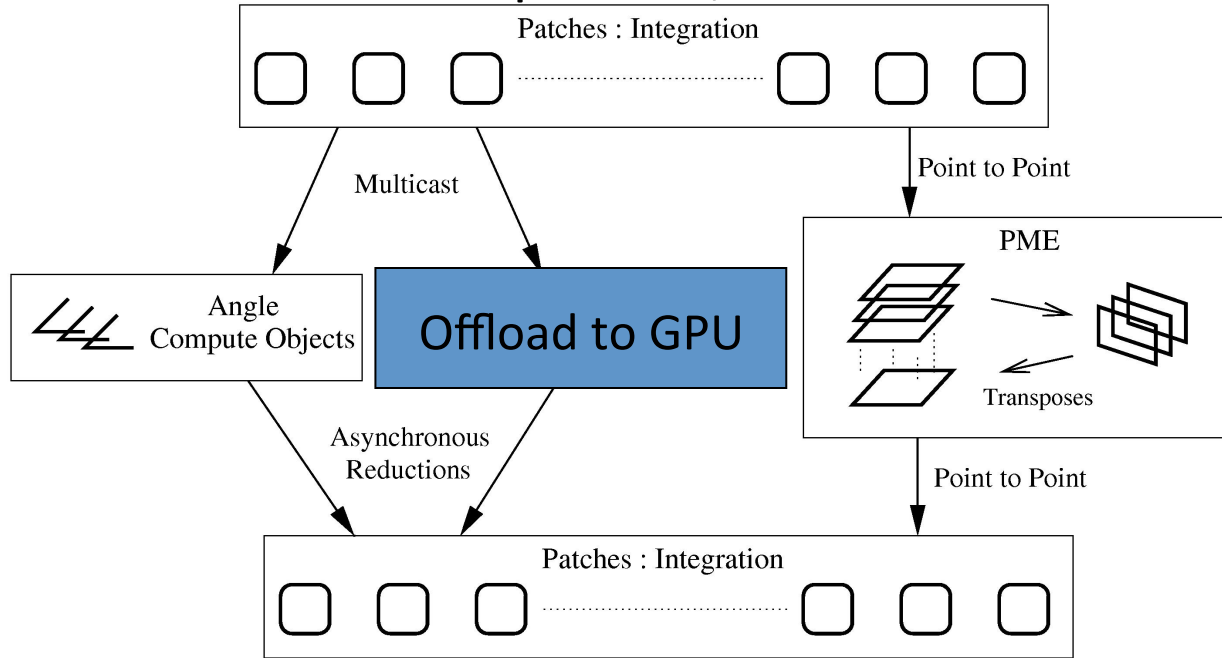 Patches : Integration
Multicast
Point to Point
PME
Angle
Compute Objects
Offload to GPU
Transposes
Asynchronous
Reductions
Point to Point
Patches : Integration